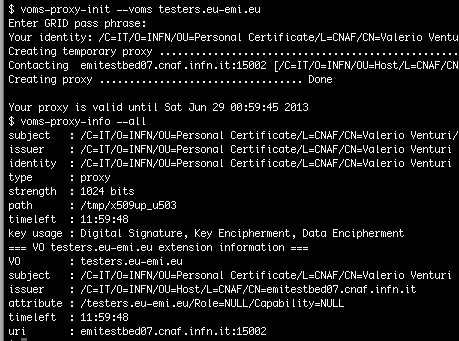 $ voms-proxy-init --voms testers.eu-emi.eu
Enter GRID pass phrase:
Your identity: /C=IT/O=INFN/OU=Personal Certificate/L=CNAF/CN=Valerio Ventu
Creating temporary proxy ..................................................
Contacting  emitestbed07.cnaf.infn.it:15002 [/C=IT/O=INFN/OU=Host/L=CNAF/CN
Creating proxy ................................. Done

Your proxy is valid until Sat Jun 29 00:59:45 2013
$ voms-proxy-info --all
subject   : /C=IT/O=INFN/OU=Personal Certificate/L=CNAF/CN=Valerio Venturi/
issuer    : /C=IT/O=INFN/OU=Personal Certificate/L=CNAF/CN=Valerio Venturi
identity  : /C=IT/O=INFN/OU=Personal Certificate/L=CNAF/CN=Valerio Venturi
type      : proxy
strength  : 1024 bits
path      : /tmp/x509up_u503
timeleft  : 11:59:48
key usage : Digital Signature, Key Encipherment, Data Encipherment
=== VO testers.eu-emi.eu extension information ===
VO        : testers.eu-emi.eu
subject   : /C=IT/O=INFN/OU=Personal Certificate/L=CNAF/CN=Valerio Venturi
issuer    : /C=IT/O=INFN/OU=Host/L=CNAF/CN=emitestbed07.cnaf.infn.it
attribute : /testers.eu-emi.eu/Role=NULL/Capability=NULL
timeleft  : 11:59:48
uri       : emitestbed07.cnaf.infn.it:15002